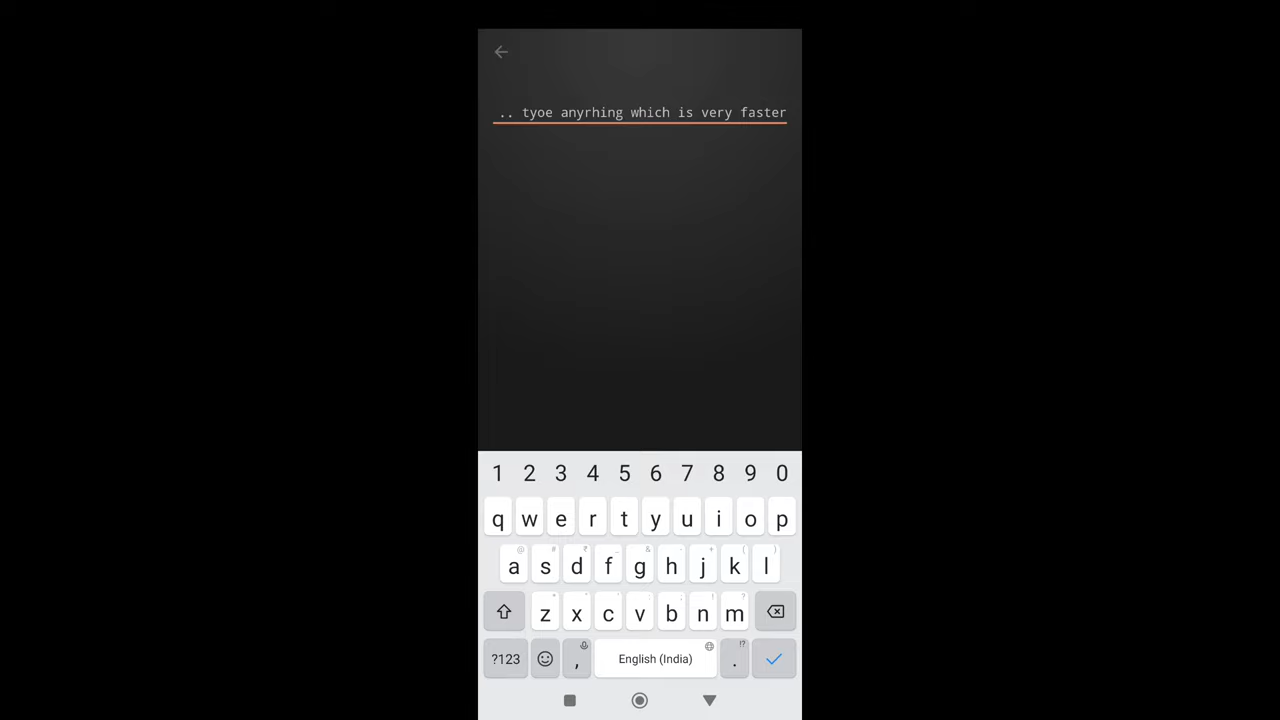 .. tyoe anyrhing which is very faster
1 2 3 4 5 6 7 8 9 0
q w e r t y u i o p
@ # ₹ _ & - + ( )
a s d f g h j k l
* " ' : ; ! ?
z x c v b n m
?123 , English (India) . !?